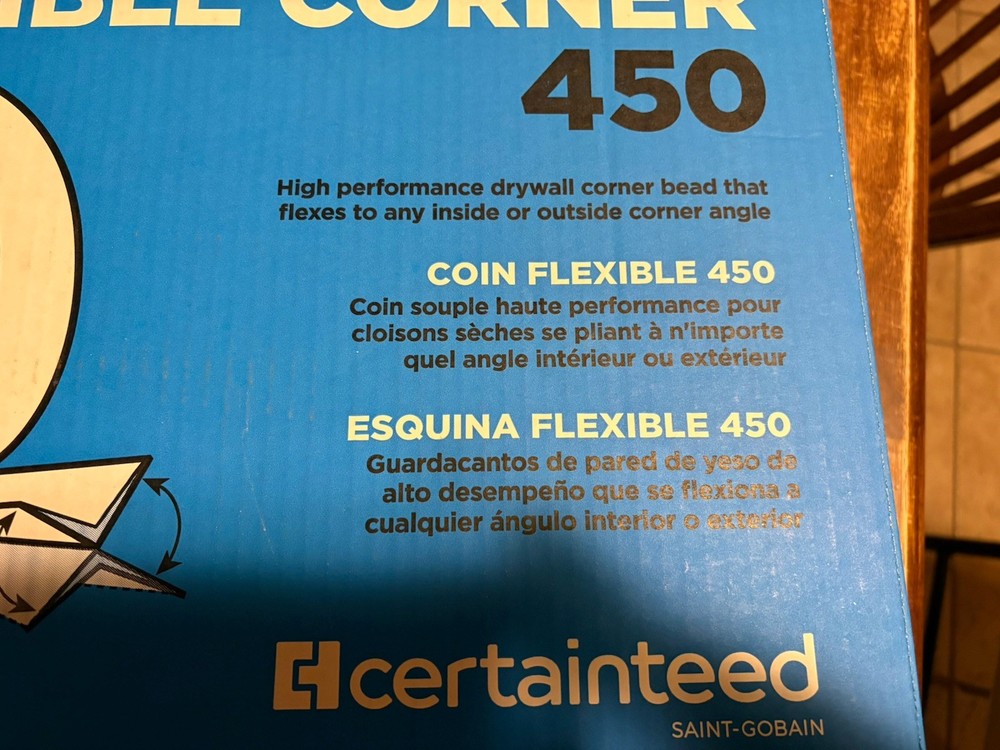 IBLE CORNER
450
High performance drywall corner bead that
flexes to any inside or outside corner angle
COIN FLEXIBLE 450
Coin souple haute performance pour
cloisons sèches se pliant à n'importe
quel angle intérieur ou extérieur
ESQUINA FLEXIBLE 450
Guardacantos de pared de yeso de
alto desempeño que se flexiona a
cualquier ángulo interior o exterior
certainteed
SAINT-GOBAIN